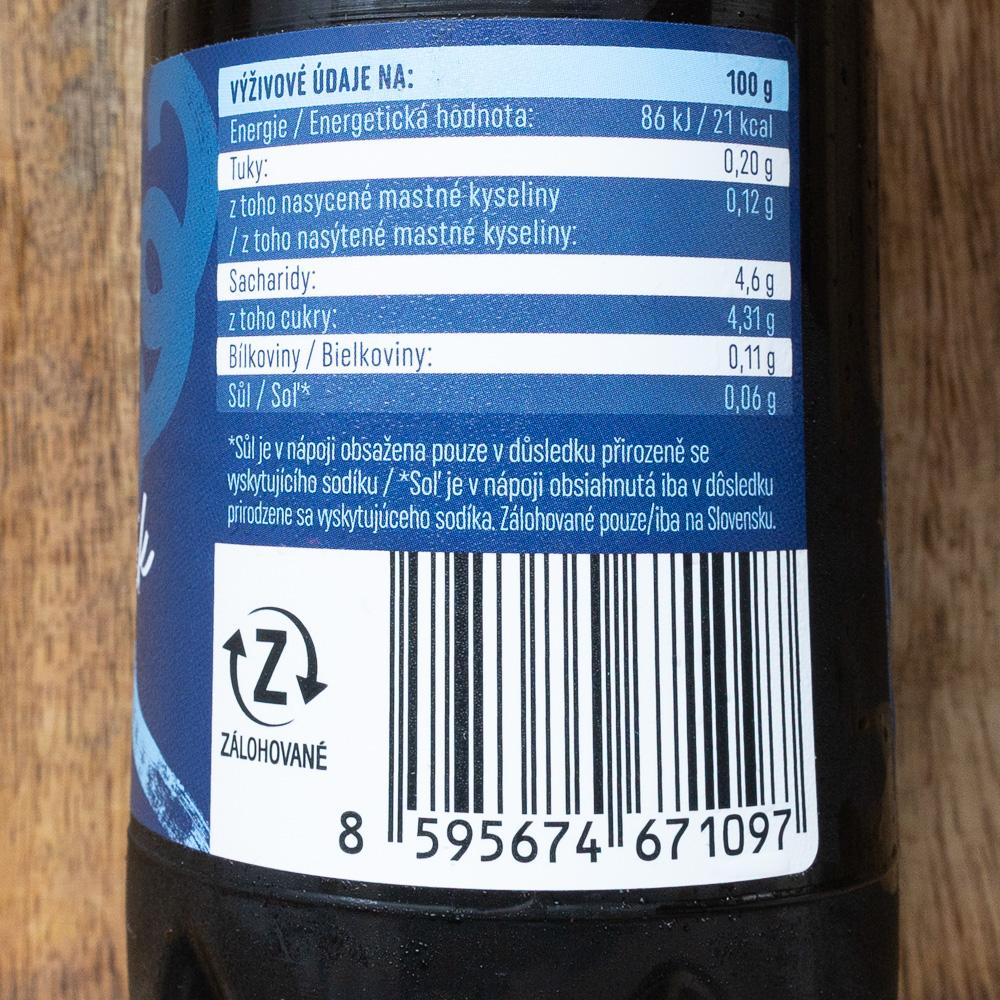 VÝŽIVOVÉ ÚDAJE NA: 100 g
Energie / Energetická hodnota: 86 kJ / 21 kcal
Tuky: 0,20 g
z toho nasycené mastné kyseliny 0,12 g
/ z toho nasýtené mastné kyseliny:
Sacharidy: 4,6 g
z toho cukry: 4,31 g
Bílkoviny / Bielkoviny: 0,11 g
Sůl / Soľ* 0,06 g
*Sůl je v nápoji obsažena pouze v důsledku přirozeně se
vyskytujícího sodíku / *Soľ je v nápoji obsiahnutá iba v dôsledku
prirodzene sa vyskytujúceho sodíka. Zálohované pouze/iba na Slovensku.
Z
ZÁLOHOVANÉ
8 595674 671097